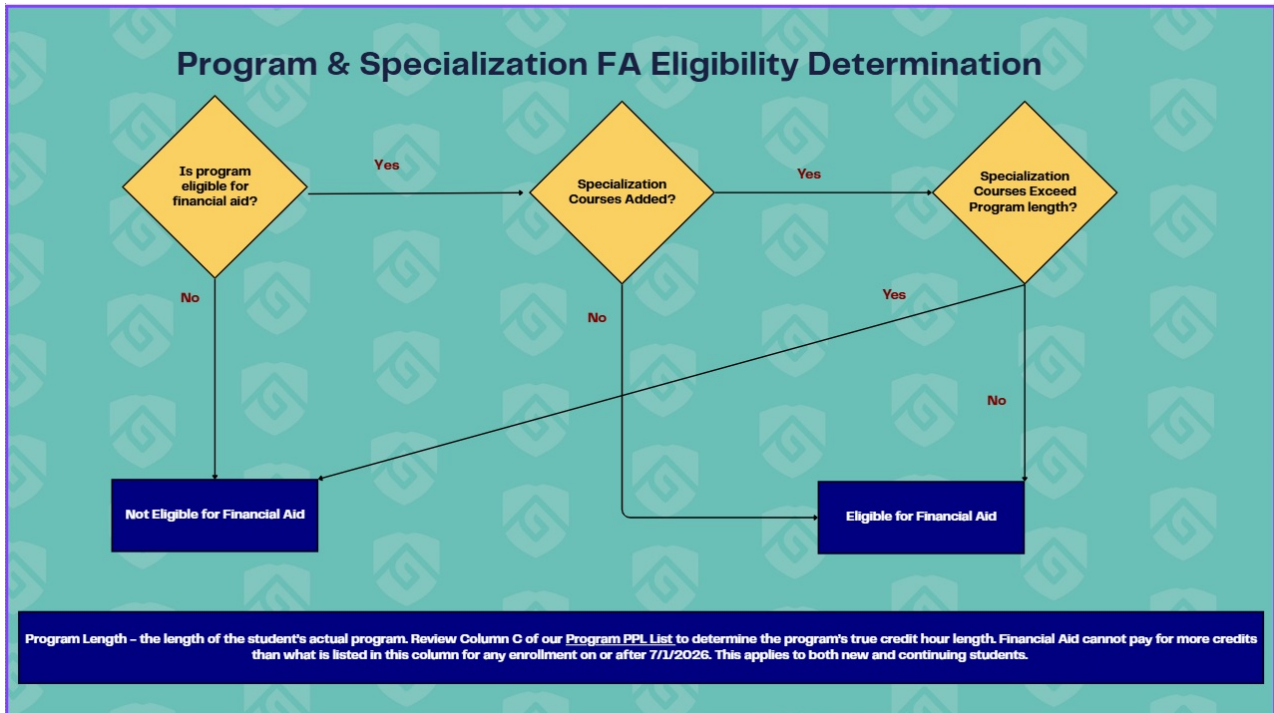 Program & Specialization FA Eligibility Determination
Is program
eligible for
financial aid?
Yes
Specialization
Courses Added?
Yes
Specialization
Courses Exceed
Program length?
No
No
Yes
No
Not Eligible for Financial Aid
Eligible for Financial Aid
Program Length – the length of the student's actual program. Review Column C of our Program PPL List to determine the program's true credit hour length. Financial Aid cannot pay for more credits
than what is listed in this column for any enrollment on or after 7/1/2026. This applies to both new and continuing students.